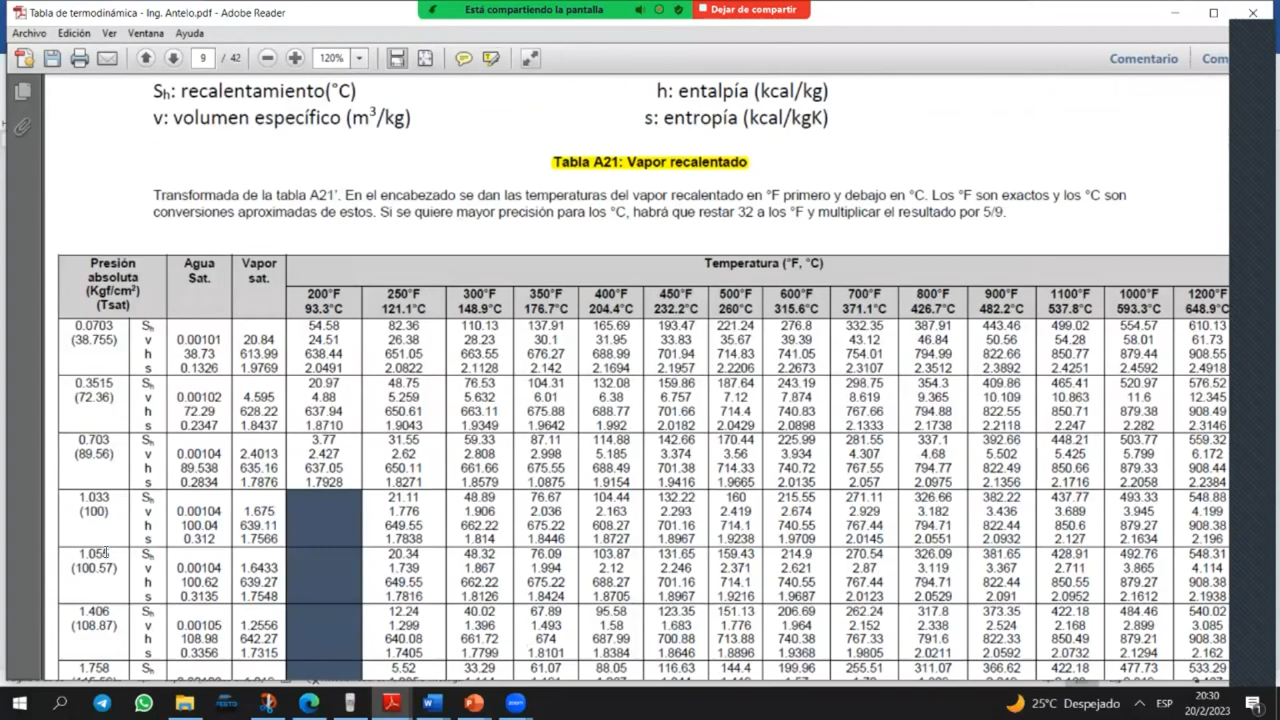 Tabla de termodinámica - Ing. Antelo.pdf - Adobe Reader
Está compartiendo la pantalla
Dejar de compartir
Archivo Edición Ver Ventana Ayuda
9 / 42 120% Comentario Com
Sh: recalentamiento(°C) h: entalpía (kcal/kg)
v: volumen específico (m³/kg) s: entropía (kcal/kgK)
Tabla A21: Vapor recalentado
Transformada de la tabla A21'. En el encabezado se dan las temperaturas del vapor recalentado en °F primero y debajo en °C. Los °F son exactos y los °C son
conversiones aproximadas de estos. Si se quiere mayor precisión para los °C, habrá que restar 32 a los °F y multiplicar el resultado por 5/9.
Presión absoluta (Kgf/cm²) (Tsat) Agua Sat. Vapor sat. Temperatura (°F, °C)
200°F 250°F 300°F 350°F 400°F 450°F 500°F 600°F 700°F 800°F 900°F 1100°F 1000°F 1200°F
93.3°C 121.1°C 148.9°C 176.7°C 204.4°C 232.2°C 260°C 315.6°C 371.1°C 426.7°C 482.2°C 537.8°C 593.3°C 648.9°C
0.0703 Sh 54.58 82.36 110.13 137.91 165.69 193.47 221.24 276.8 332.35 387.91 443.46 499.02 554.57 610.13
(38.755) v 0.00101 20.84 24.51 26.38 28.23 30.1 31.95 33.83 35.67 39.39 43.12 46.84 50.56 54.28 58.01 61.73
h 38.73 613.99 638.44 651.05 663.55 676.27 688.99 701.94 714.83 741.05 754.01 794.99 822.66 850.77 879.44 908.55
s 0.1326 1.9769 2.0491 2.0822 2.1128 2.142 2.1694 2.1957 2.2206 2.2673 2.3107 2.3512 2.3892 2.4251 2.4592 2.4918
0.3515 Sh 20.97 48.75 76.53 104.31 132.08 159.86 187.64 243.19 298.75 354.3 409.86 465.41 520.97 576.52
(72.36) v 0.00102 4.595 4.88 5.259 5.632 6.01 6.38 6.757 7.12 7.874 8.619 9.365 10.109 10.863 11.6 12.345
h 72.29 628.22 637.94 650.61 663.11 675.88 688.77 701.66 714.4 740.83 767.66 794.88 822.55 850.71 879.38 908.49
s 0.2347 1.8437 1.8710 1.9043 1.9349 1.9642 1.992 2.0182 2.0429 2.0898 2.1333 2.1738 2.2118 2.247 2.282 2.3146
0.703 Sh 3.77 31.55 59.33 87.11 114.88 142.66 170.44 225.99 281.55 337.1 392.66 448.21 503.77 559.32
(89.56) v 0.00104 2.4013 2.427 2.62 2.808 2.998 5.185 3.374 3.56 3.934 4.307 4.68 5.502 5.425 5.799 6.172
h 89.538 635.16 637.05 650.11 661.66 675.55 688.49 701.38 714.33 740.72 767.55 794.77 822.49 850.66 879.33 908.44
s 0.2834 1.7876 1.7928 1.8271 1.8579 1.0875 1.9154 1.9416 1.9665 2.0135 2.057 2.0975 2.1356 2.1716 2.2058 2.2384
1.033 Sh 21.11 48.89 76.67 104.44 132.22 160 215.55 271.11 326.66 382.22 437.77 493.33 548.88
(100) v 0.00104 1.675 1.776 1.906 2.036 2.163 2.293 2.419 2.674 2.929 3.182 3.436 3.689 3.945 4.199
h 100.04 639.11 649.55 662.22 675.22 608.27 701.16 714.14 740.55 767.44 794.71 822.44 850.6 879.27 908.38
s 0.312 1.7566 1.7838 1.814 1.8446 1.8727 1.8967 1.9238 1.9709 2.0145 2.0551 2.0932 2.127 2.1634 2.196
1.055 Sh 20.34 48.32 76.09 103.87 131.65 159.43 214.9 270.54 326.09 381.65 428.91 492.76 548.31
(100.57) v 0.00104 1.6433 1.739 1.867 1.994 2.12 2.246 2.371 2.621 2.87 3.119 3.367 2.711 3.865 4.114
h 100.62 639.27 649.55 662.22 675.22 688.27 701.16 714.1 740.55 767.44 794.71 822.44 850.55 879.27 908.38
s 0.3135 1.7548 1.7816 1.8126 1.8424 1.8705 1.8967 1.9216 1.9687 2.0123 2.0529 2.091 2.0952 2.1612 2.1938
1.406 Sh 12.24 40.02 67.89 95.58 123.35 151.13 206.69 262.24 317.8 373.35 422.18 484.46 540.02
(108.87) v 0.00105 1.2556 1.299 1.396 1.493 1.58 1.683 1.776 1.964 2.152 2.338 2.524 2.168 2.899 3.085
h 108.98 642.27 640.08 661.72 674 687.99 700.88 713.88 740.38 767.33 791.6 822.33 850.49 879.21 908.38
s 0.3356 1.7315 1.7405 1.7799 1.8101 1.8384 1.8646 1.8896 1.9368 1.9805 2.0211 2.0592 2.0732 2.1294 2.162
1.758 Sh 5.52 33.29 61.07 88.05 116.63 144.4 199.96 255.51 311.07 366.62 422.18 477.73 533.29
25°C Despejado ESP 20:30
20/2/2023